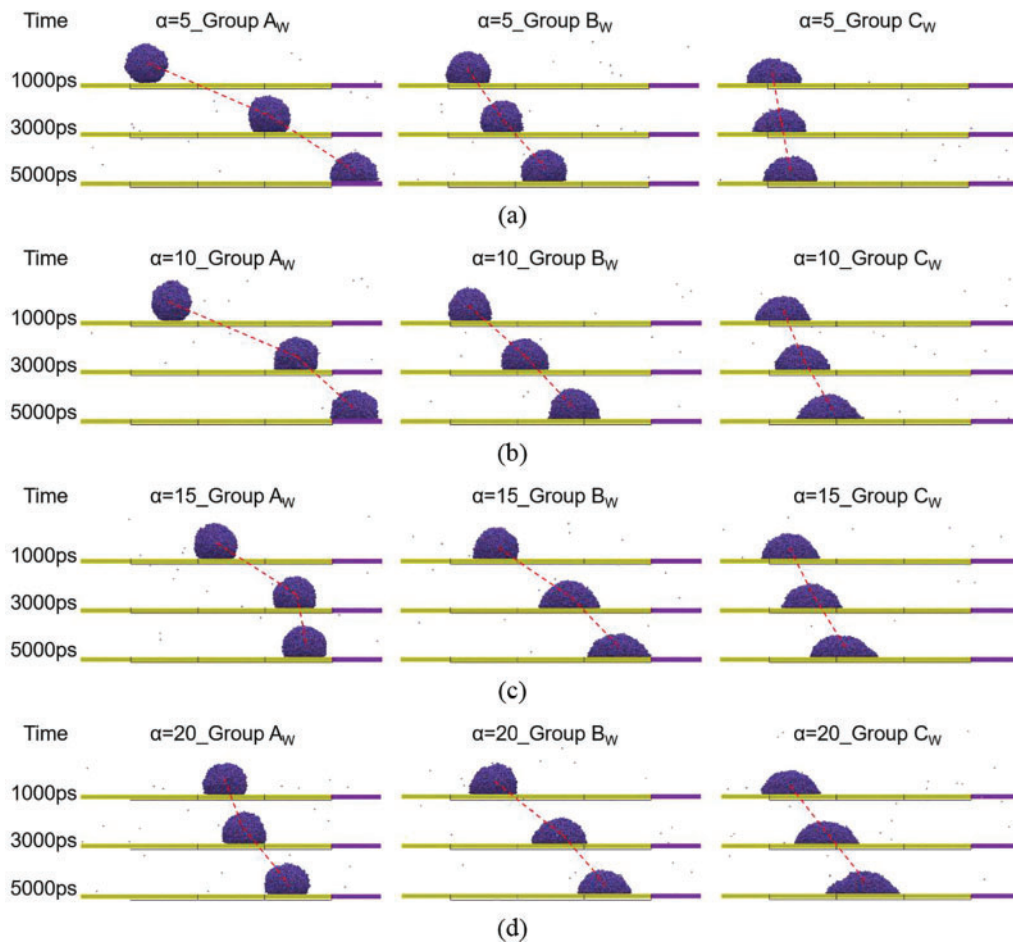 Time α=5_Group A_W α=5_Group B_W α=5_Group C_W
1000ps
3000ps
5000ps
(a)
Time α=10_Group A_W α=10_Group B_W α=10_Group C_W
1000ps
3000ps
5000ps
(b)
Time α=15_Group A_W α=15_Group B_W α=15_Group C_W
1000ps
3000ps
5000ps
(c)
Time α=20_Group A_W α=20_Group B_W α=20_Group C_W
1000ps
3000ps
5000ps
(d)